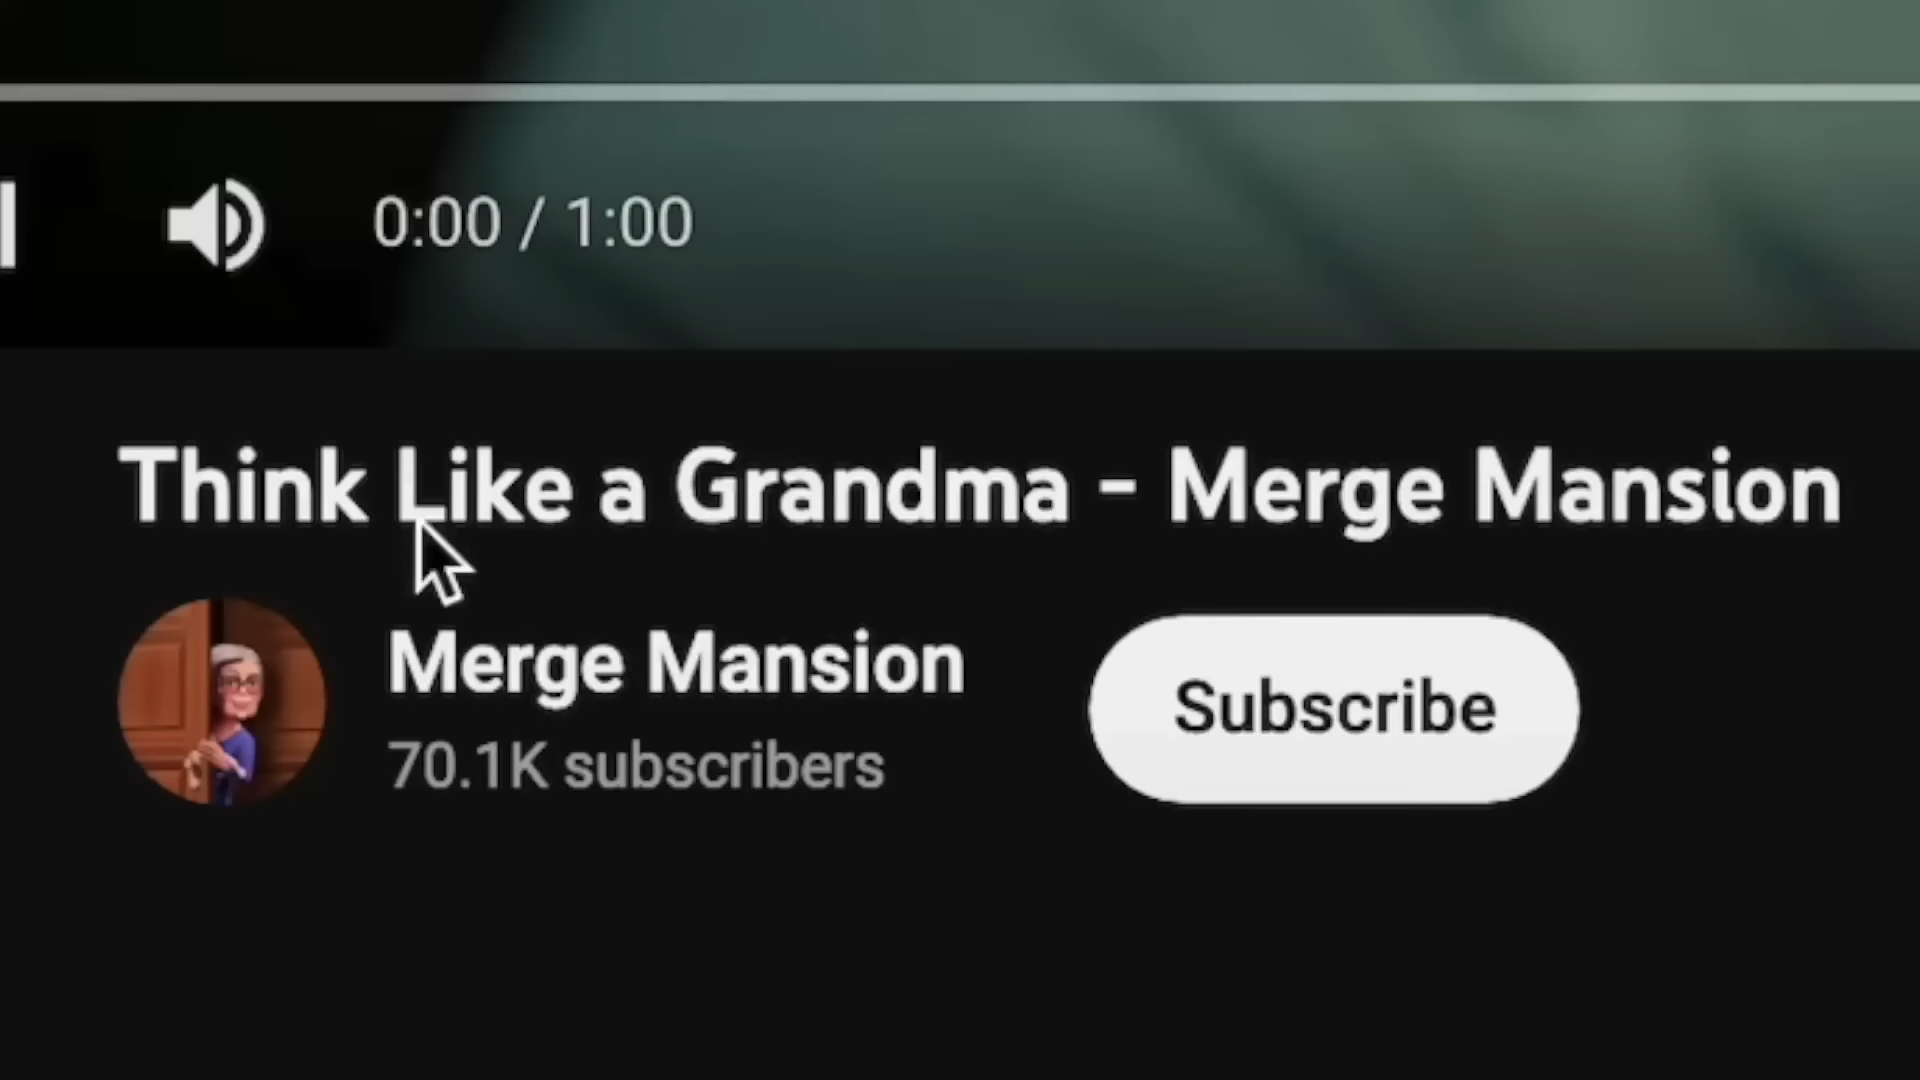 0:00 / 1:00
Think Like a Grandma - Merge Mansion
Merge Mansion
70.1K subscribers
Subscribe